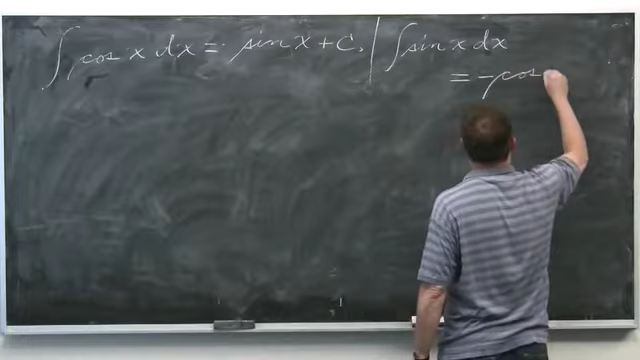 ∫ cos x dx = sin x + C, | ∫ sin x dx
= -cos